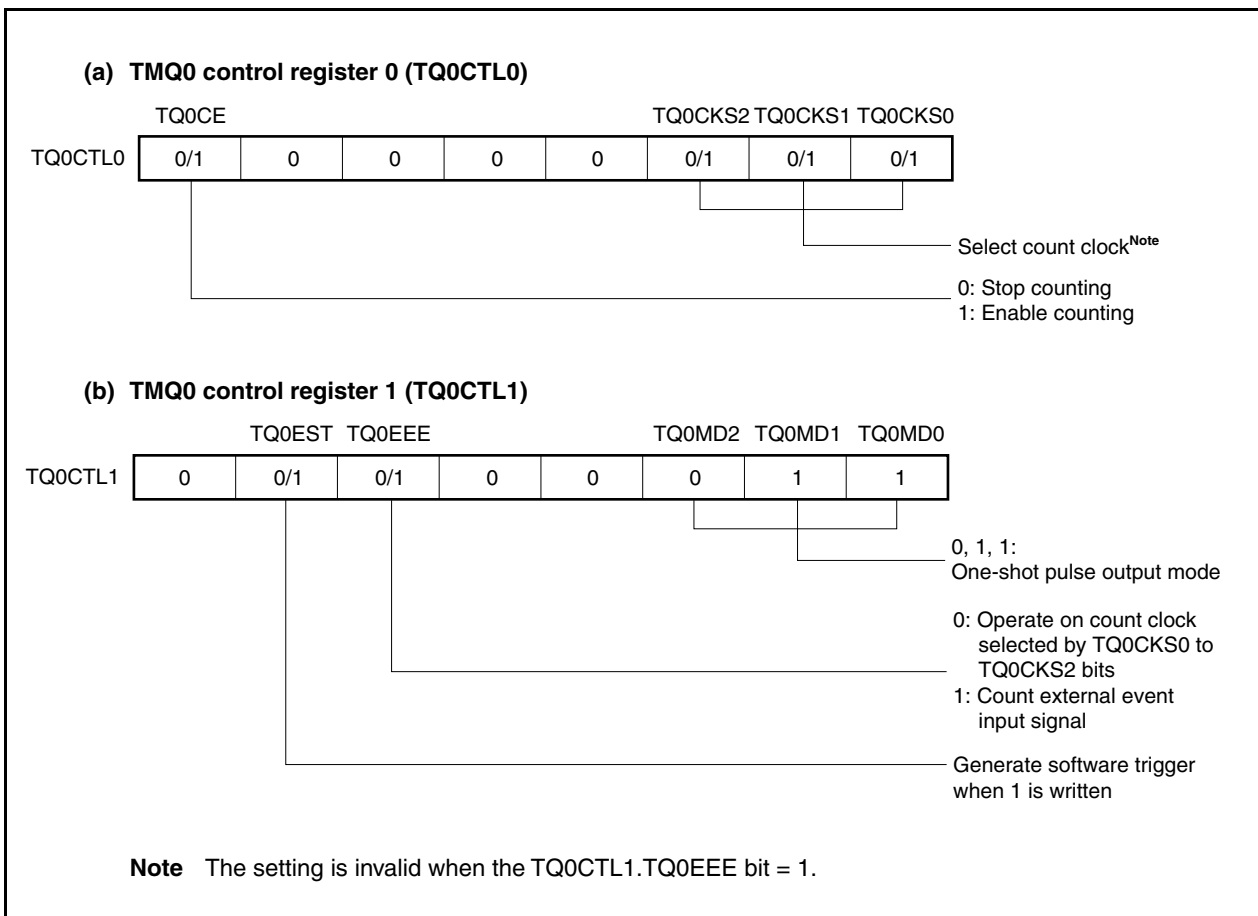 (a) TMQ0 control register 0 (TQ0CTL0)
TQ0CE TQ0CKS2 TQ0CKS1 TQ0CKS0
TQ0CTL0 0/1 0 0 0 0 0/1 0/1 0/1
Select count clockNote
0: Stop counting
1: Enable counting
(b) TMQ0 control register 1 (TQ0CTL1)
TQ0EST TQ0EEE TQ0MD2 TQ0MD1 TQ0MD0
TQ0CTL1 0 0/1 0/1 0 0 0 1 1
0, 1, 1:
One-shot pulse output mode
0: Operate on count clock
selected by TQ0CKS0 to
TQ0CKS2 bits
1: Count external event
input signal
Generate software trigger
when 1 is written
Note The setting is invalid when the TQ0CTL1.TQ0EEE bit = 1.